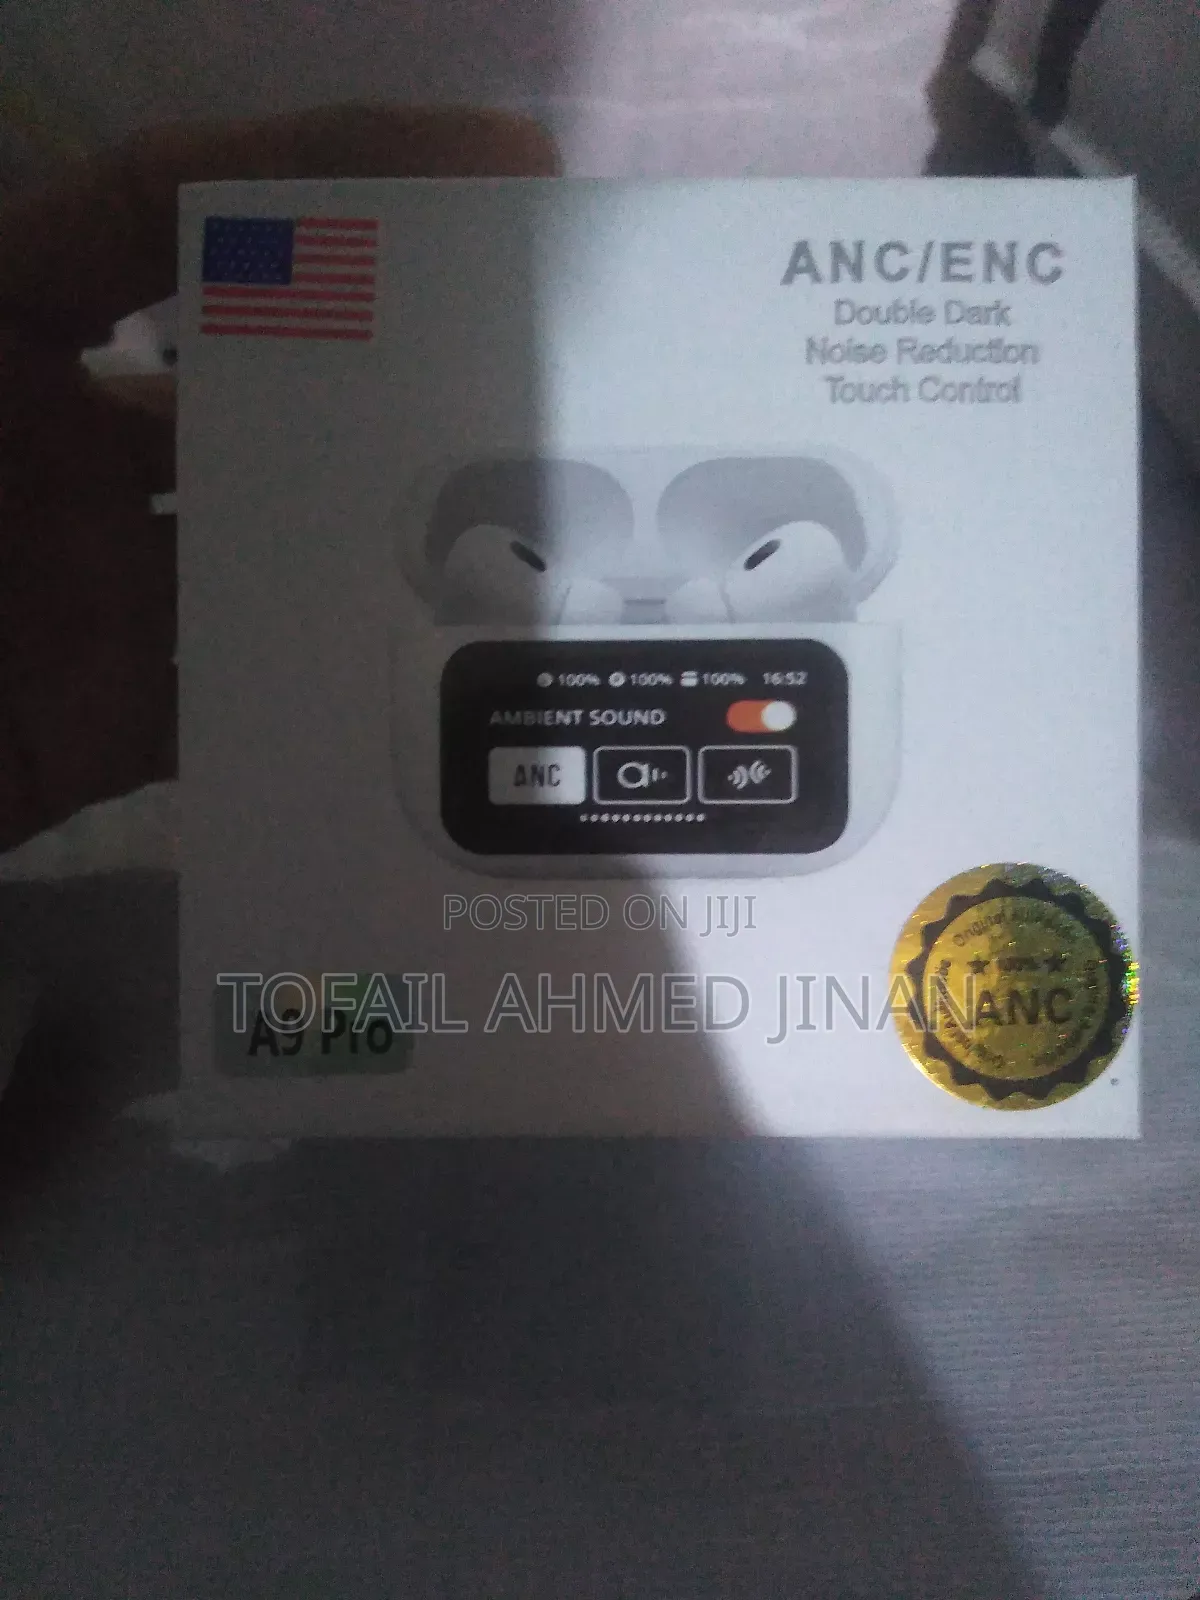 ANC/ENC
Double Dark
Noise Reduction
Touch Control
100% 100% 100% 16:52
AMBIENT SOUND
ANC
POSTED ON JIJI
TOFAIL AHMED JINAN
A9 Pro
Original
100%
ANC